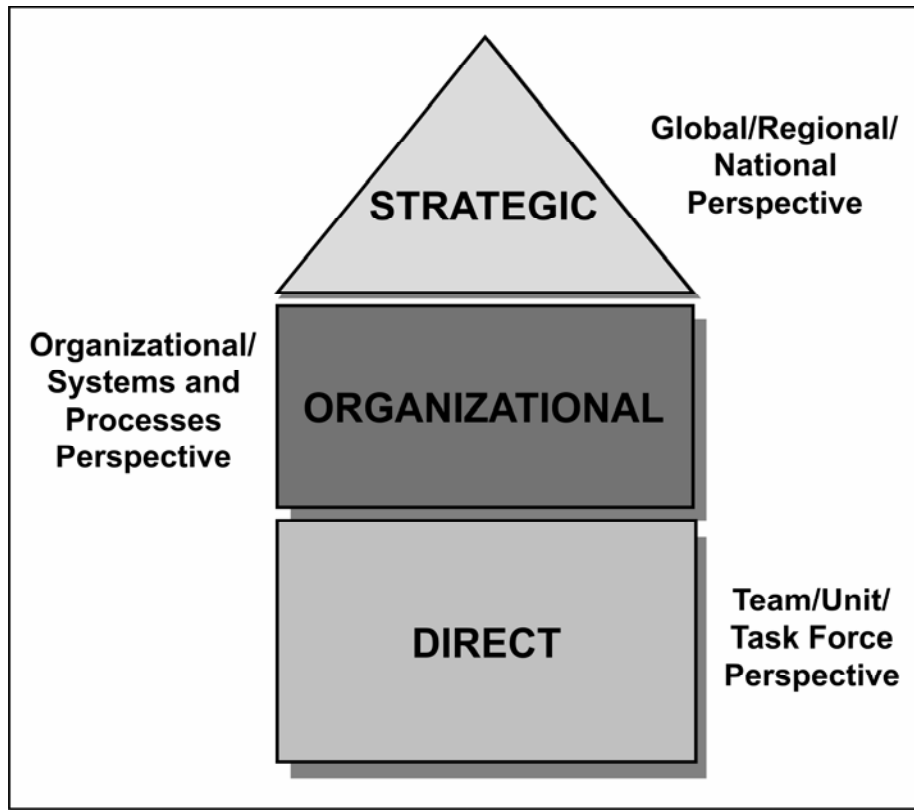 STRATEGIC
Global/Regional/
National
Perspective
Organizational/
Systems and
Processes
Perspective
ORGANIZATIONAL
DIRECT
Team/Unit/
Task Force
Perspective